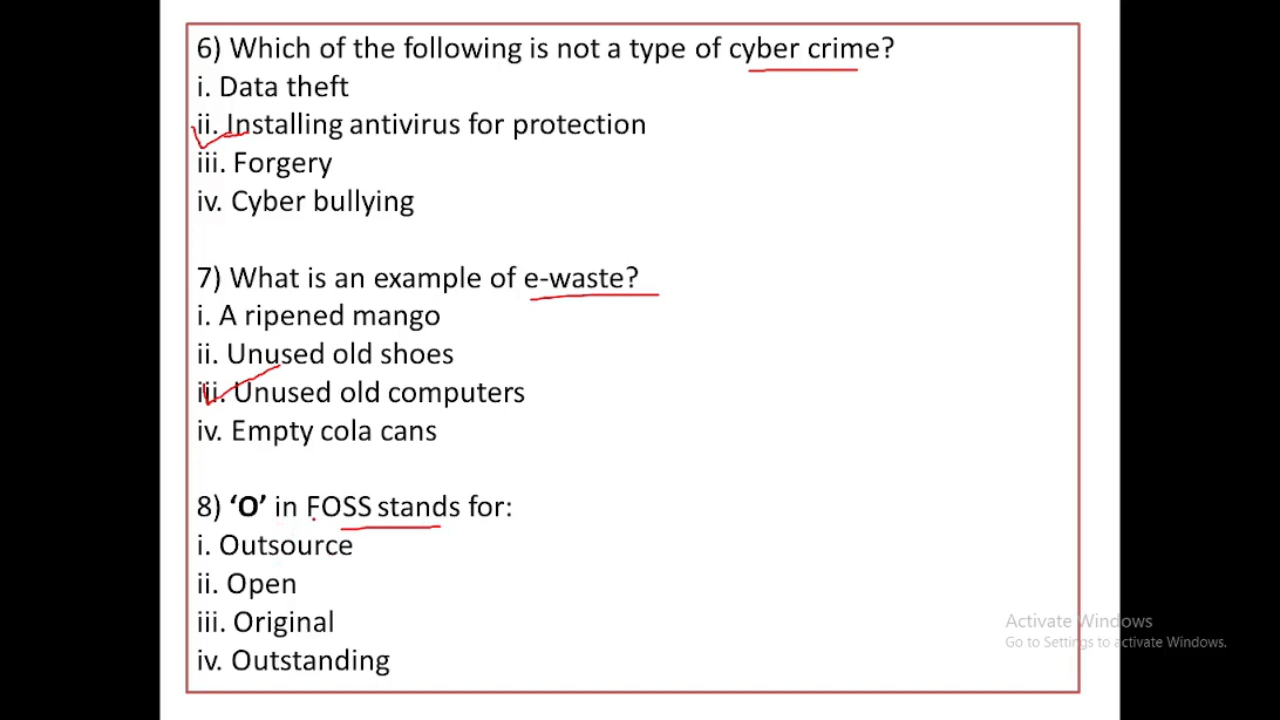 6) Which of the following is not a type of cyber crime?
i. Data theft
ii. Installing antivirus for protection
iii. Forgery
iv. Cyber bullying
7) What is an example of e-waste?
i. A ripened mango
ii. Unused old shoes
iii. Unused old computers
iv. Empty cola cans
8) ‘O’ in FOSS stands for:
i. Outsource
ii. Open
iii. Original
iv. Outstanding
Activate Windows
Go to Settings to activate Windows.